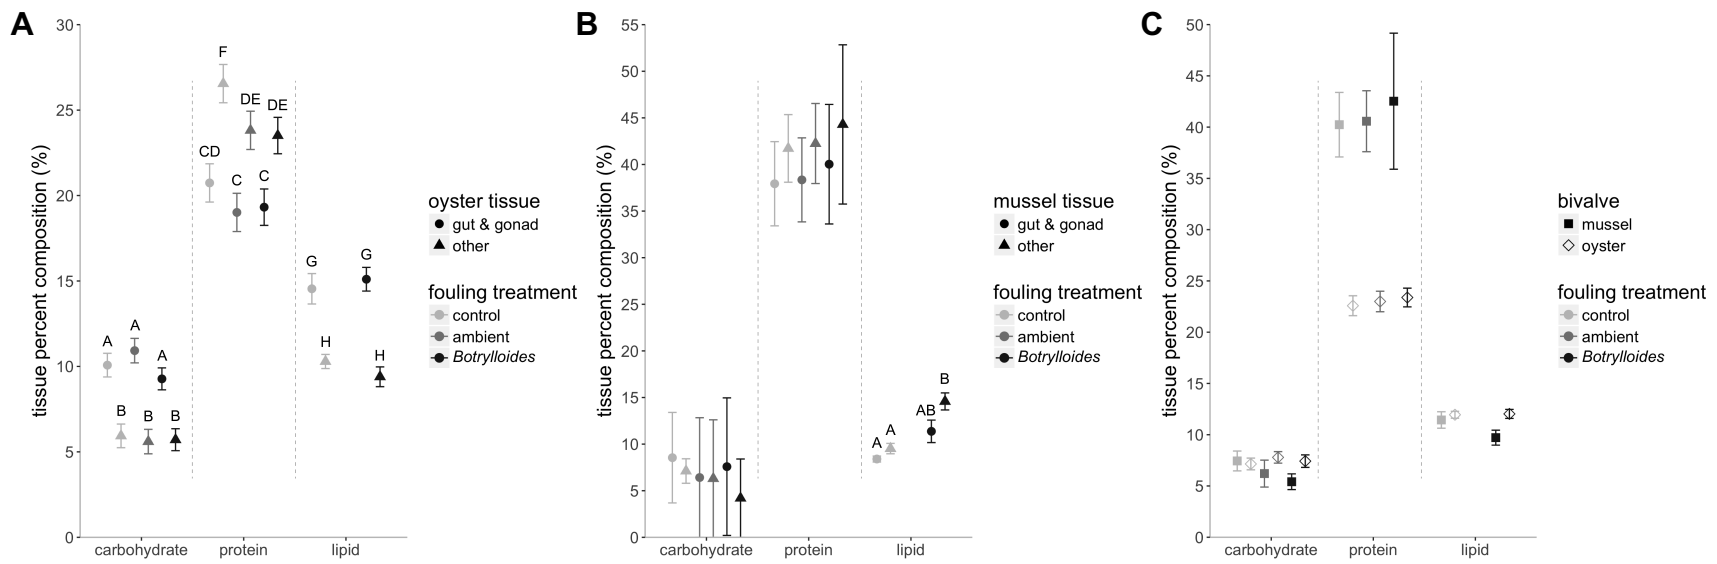 A
tissue percent composition (%)
30
25
20
15
10
5
0
A
A
A
B
B
B
CD
F
C
DE
C
DE
G
H
G
H
carbohydrate
protein
lipid
oyster tissue
gut & gonad
other
fouling treatment
control
ambient
Botrylloides
B
tissue percent composition (%)
55
50
45
40
35
30
25
20
15
10
5
0
A
A
AB
B
carbohydrate
protein
lipid
mussel tissue
gut & gonad
other
fouling treatment
control
ambient
Botrylloides
C
tissue percent composition (%)
50
45
40
35
30
25
20
15
10
5
0
carbohydrate
protein
lipid
bivalve
mussel
oyster
fouling treatment
control
ambient
Botrylloides